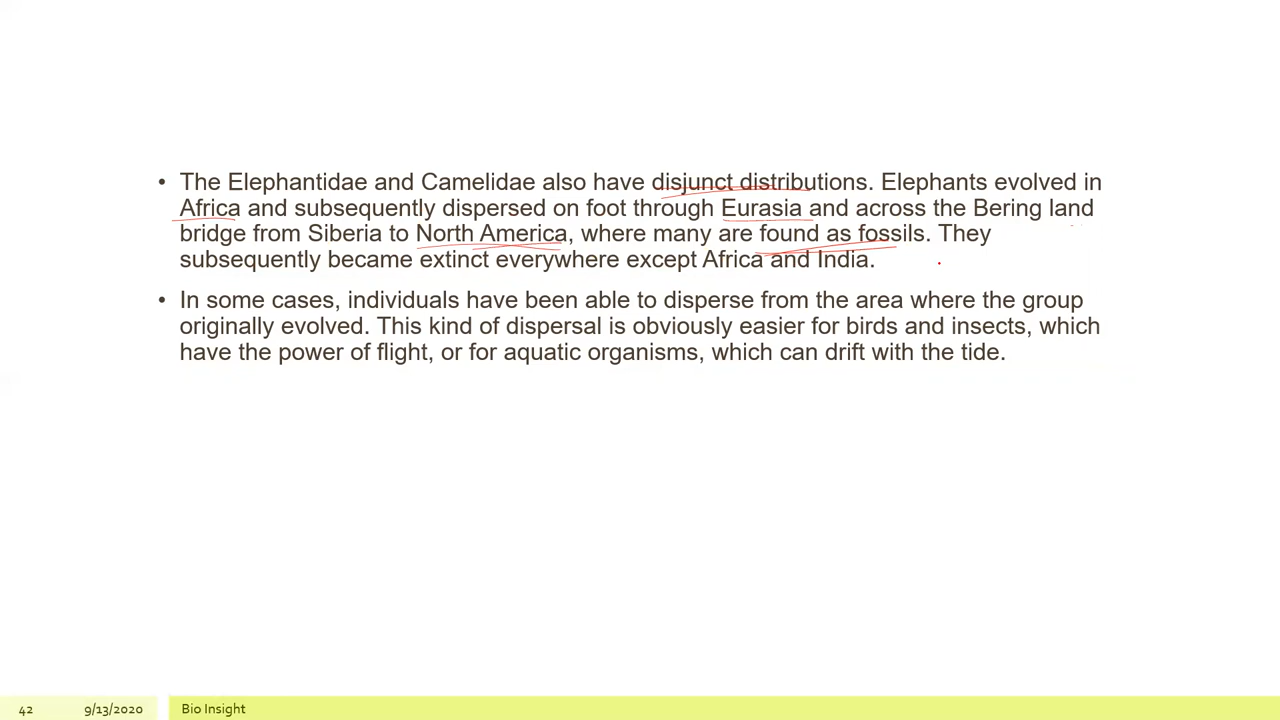 • The Elephantidae and Camelidae also have disjunct distributions. Elephants evolved in
Africa and subsequently dispersed on foot through Eurasia and across the Bering land
bridge from Siberia to North America, where many are found as fossils. They
subsequently became extinct everywhere except Africa and India.
• In some cases, individuals have been able to disperse from the area where the group
originally evolved. This kind of dispersal is obviously easier for birds and insects, which
have the power of flight, or for aquatic organisms, which can drift with the tide.
42 9/13/2020 Bio Insight